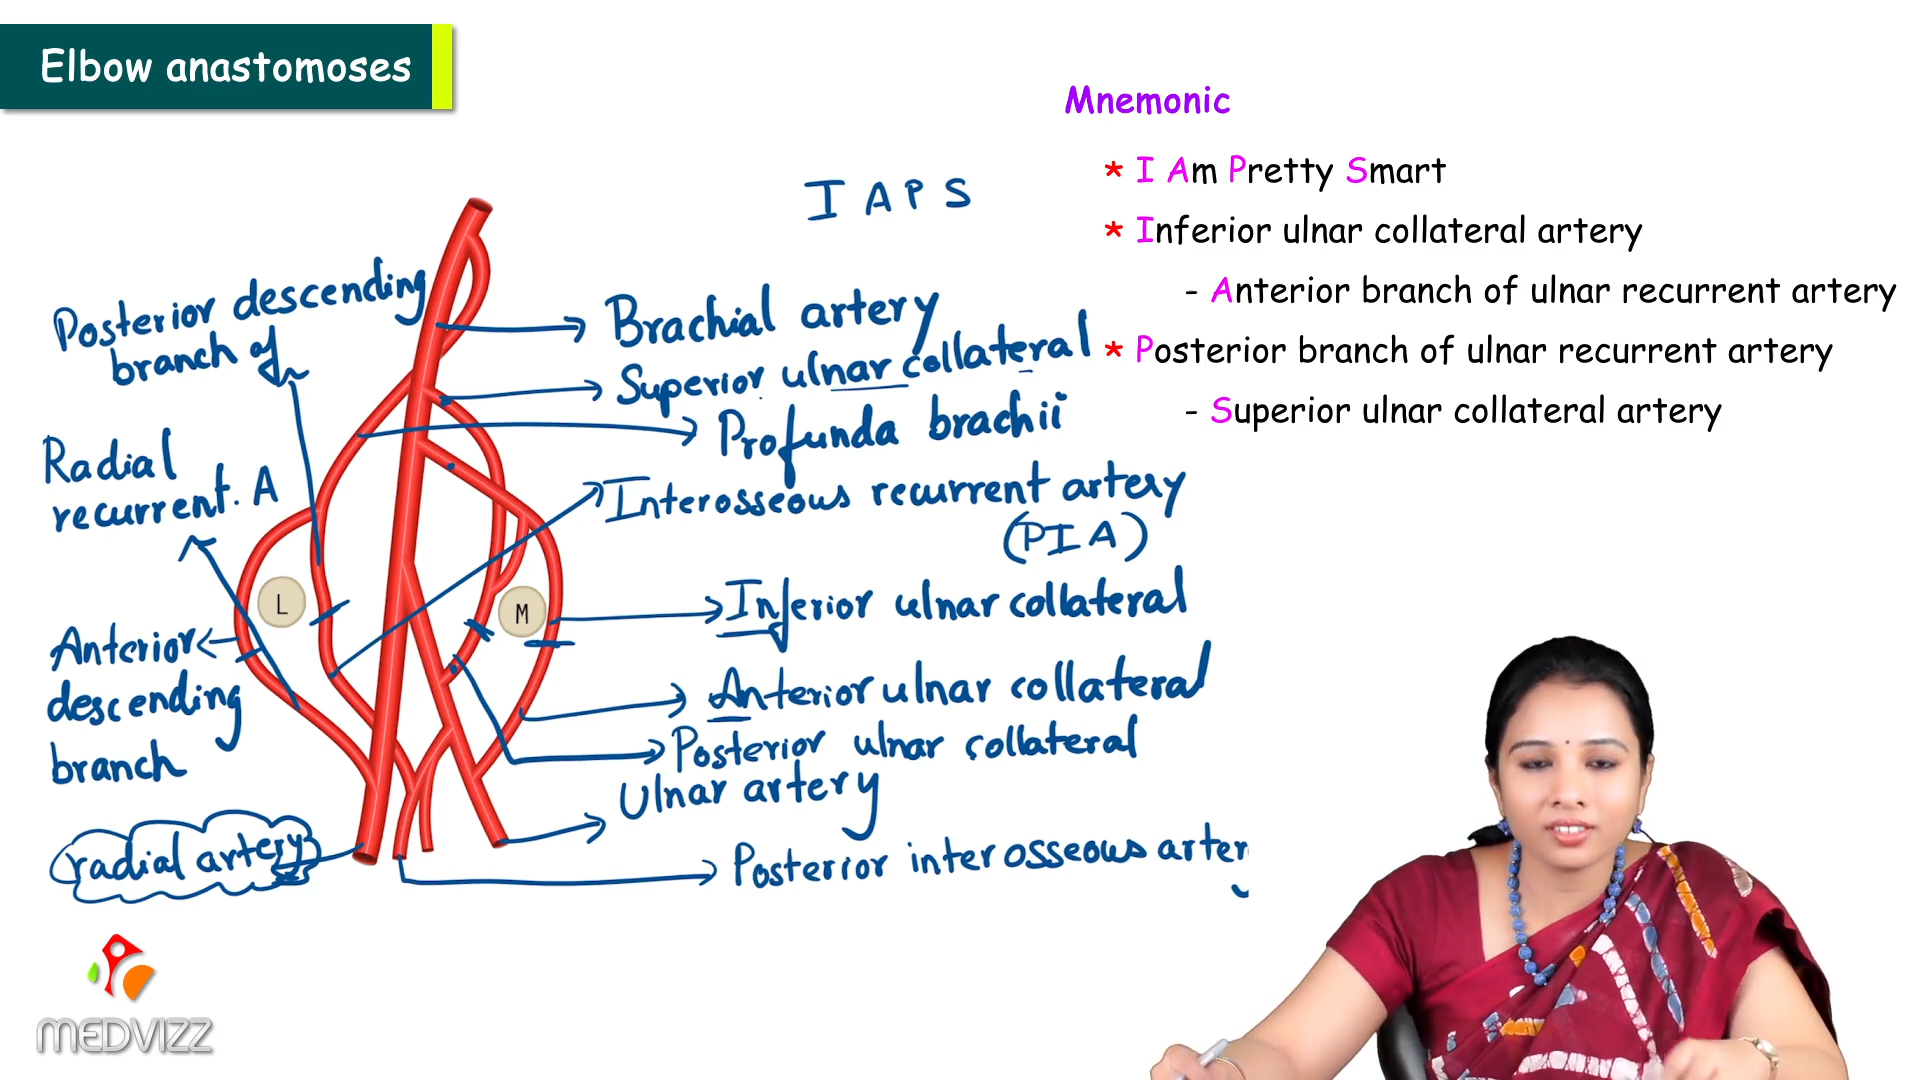 Elbow anastomoses
Mnemonic
* I Am Pretty Smart
* Inferior ulnar collateral artery
- Anterior branch of ulnar recurrent artery
* Posterior branch of ulnar recurrent artery
- Superior ulnar collateral artery
I A P S
Posterior descending
branch of
Radial
recurrent. A
L
Anterior
descending
branch
radial artery
Brachial artery
Superior ulnar collateral
Profunda brachii
Interosseous recurrent artery
(PIA)
M
Inferior ulnar collateral
Anterior ulnar collateral
Posterior ulnar collateral
Ulnar artery
Posterior interosseous arter
MEDVIZZ